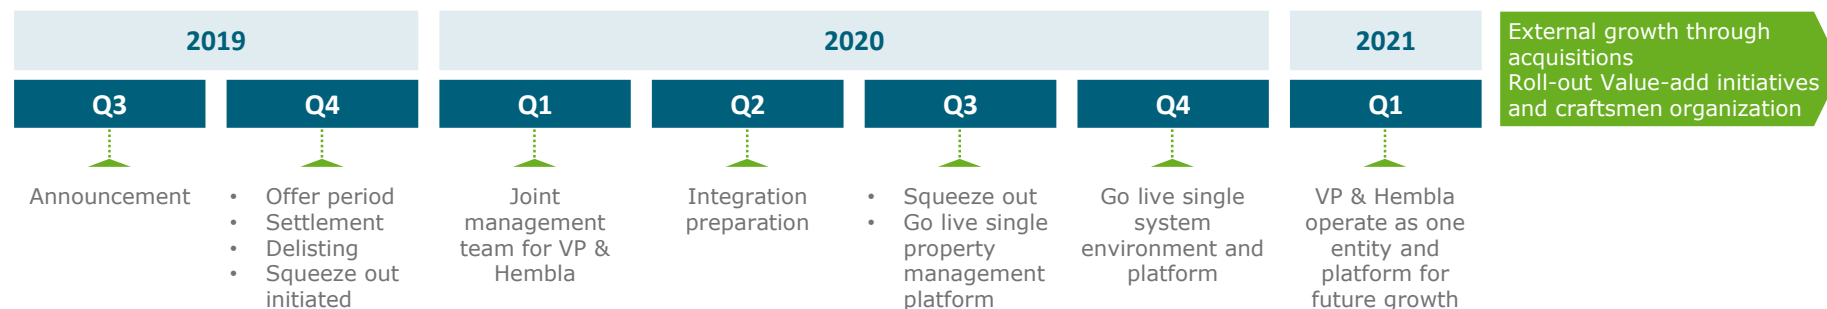 2019
2020
2021
External growth through
acquisitions
Roll-out Value-add initiatives
and craftsmen organization
Q3
Q4
Q1
Q2
Q3
Q4
Q1
Announcement
• Offer period
• Settlement
• Delisting
• Squeeze out
initiated
Joint
management
team for VP &
Hembla
Integration
preparation
• Squeeze out
• Go live single
property
management
platform
Go live single
system
environment and
platform
VP & Hembla
operate as one
entity and
platform for
future growth